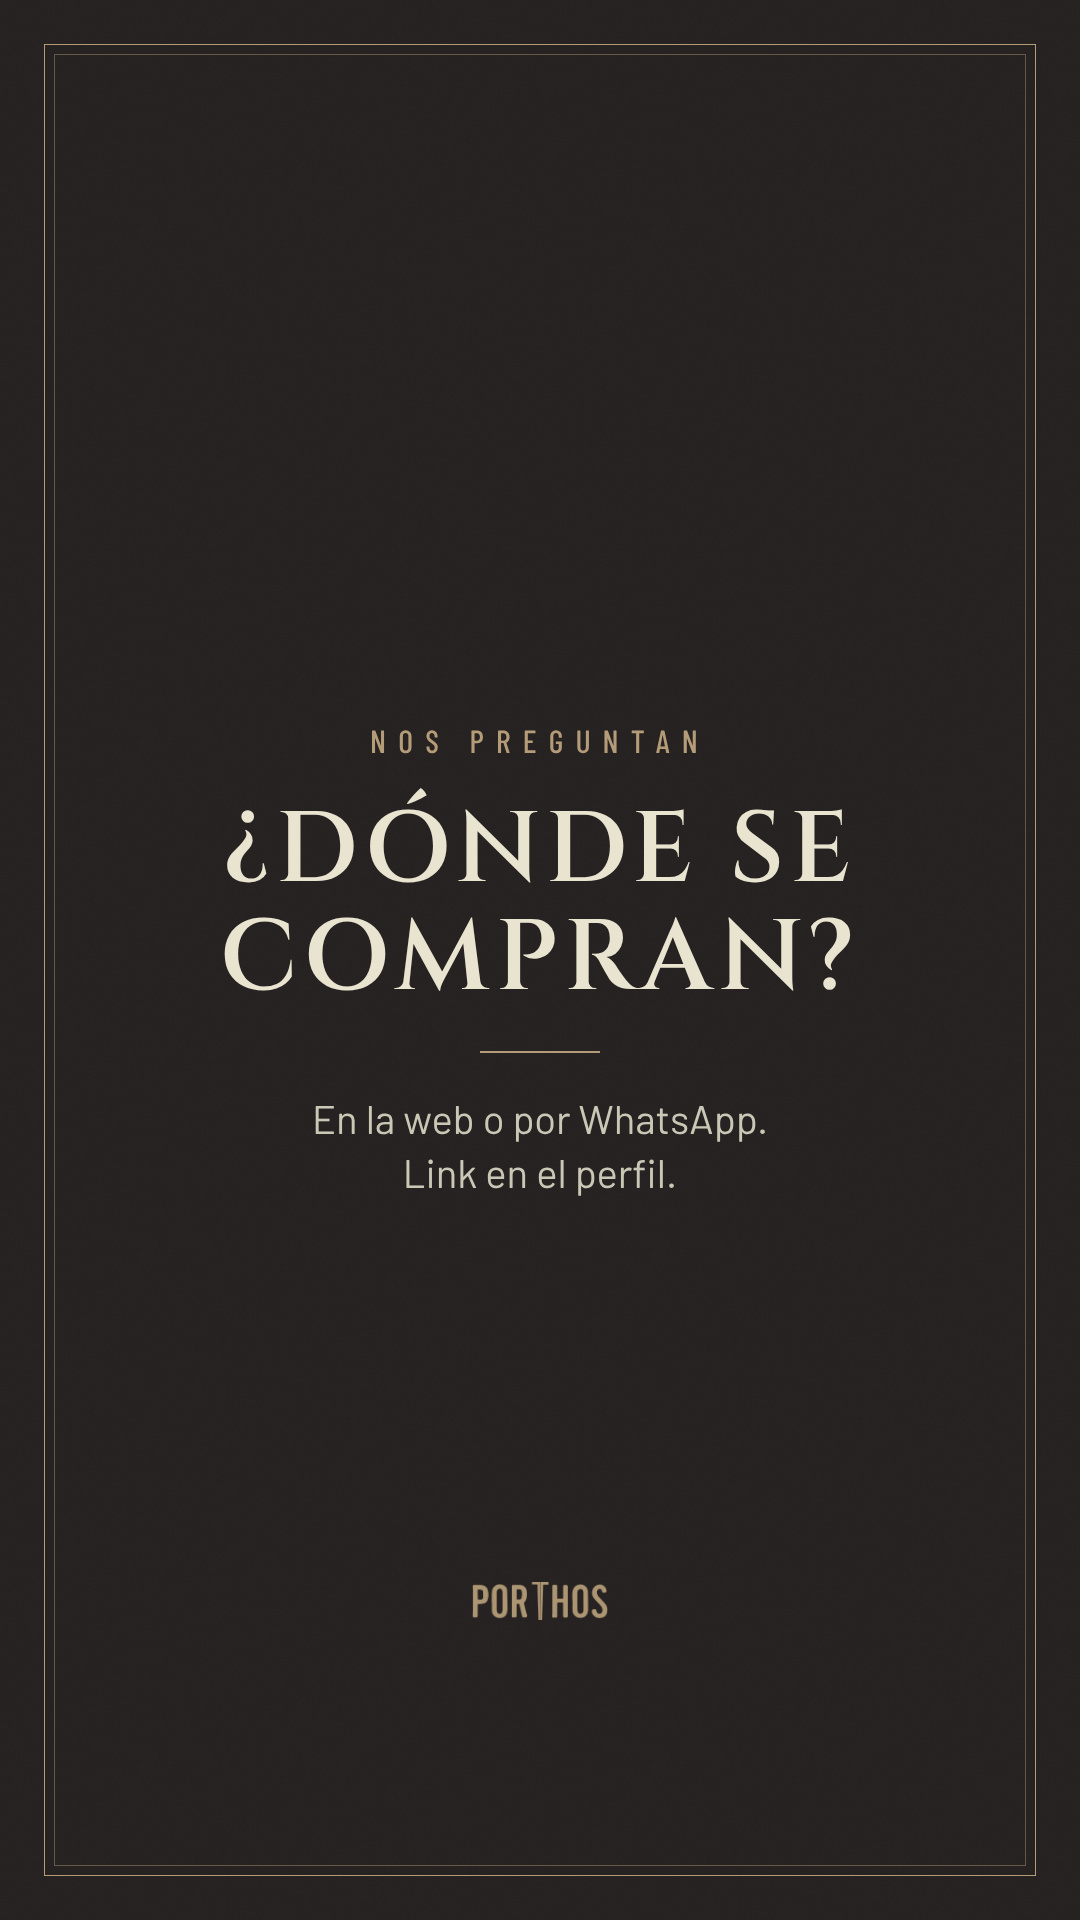 NOS PREGUNTAN
¿DÓNDE SE
COMPRAN?
En la web o por WhatsApp.
Link en el perfil.
PORTHOS